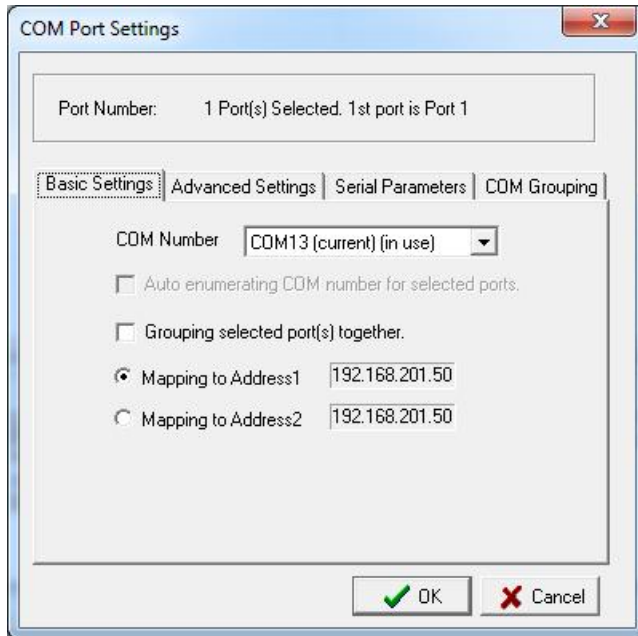 COM Port Settings
Port Number: 1 Port(s) Selected. 1st port is Port 1
Basic Settings Advanced Settings Serial Parameters COM Grouping
COM Number COM13 (current) (in use)
Auto enumerating COM number for selected ports.
Grouping selected port(s) together.
Mapping to Address1 192.168.201.50
Mapping to Address2 192.168.201.50
OK Cancel